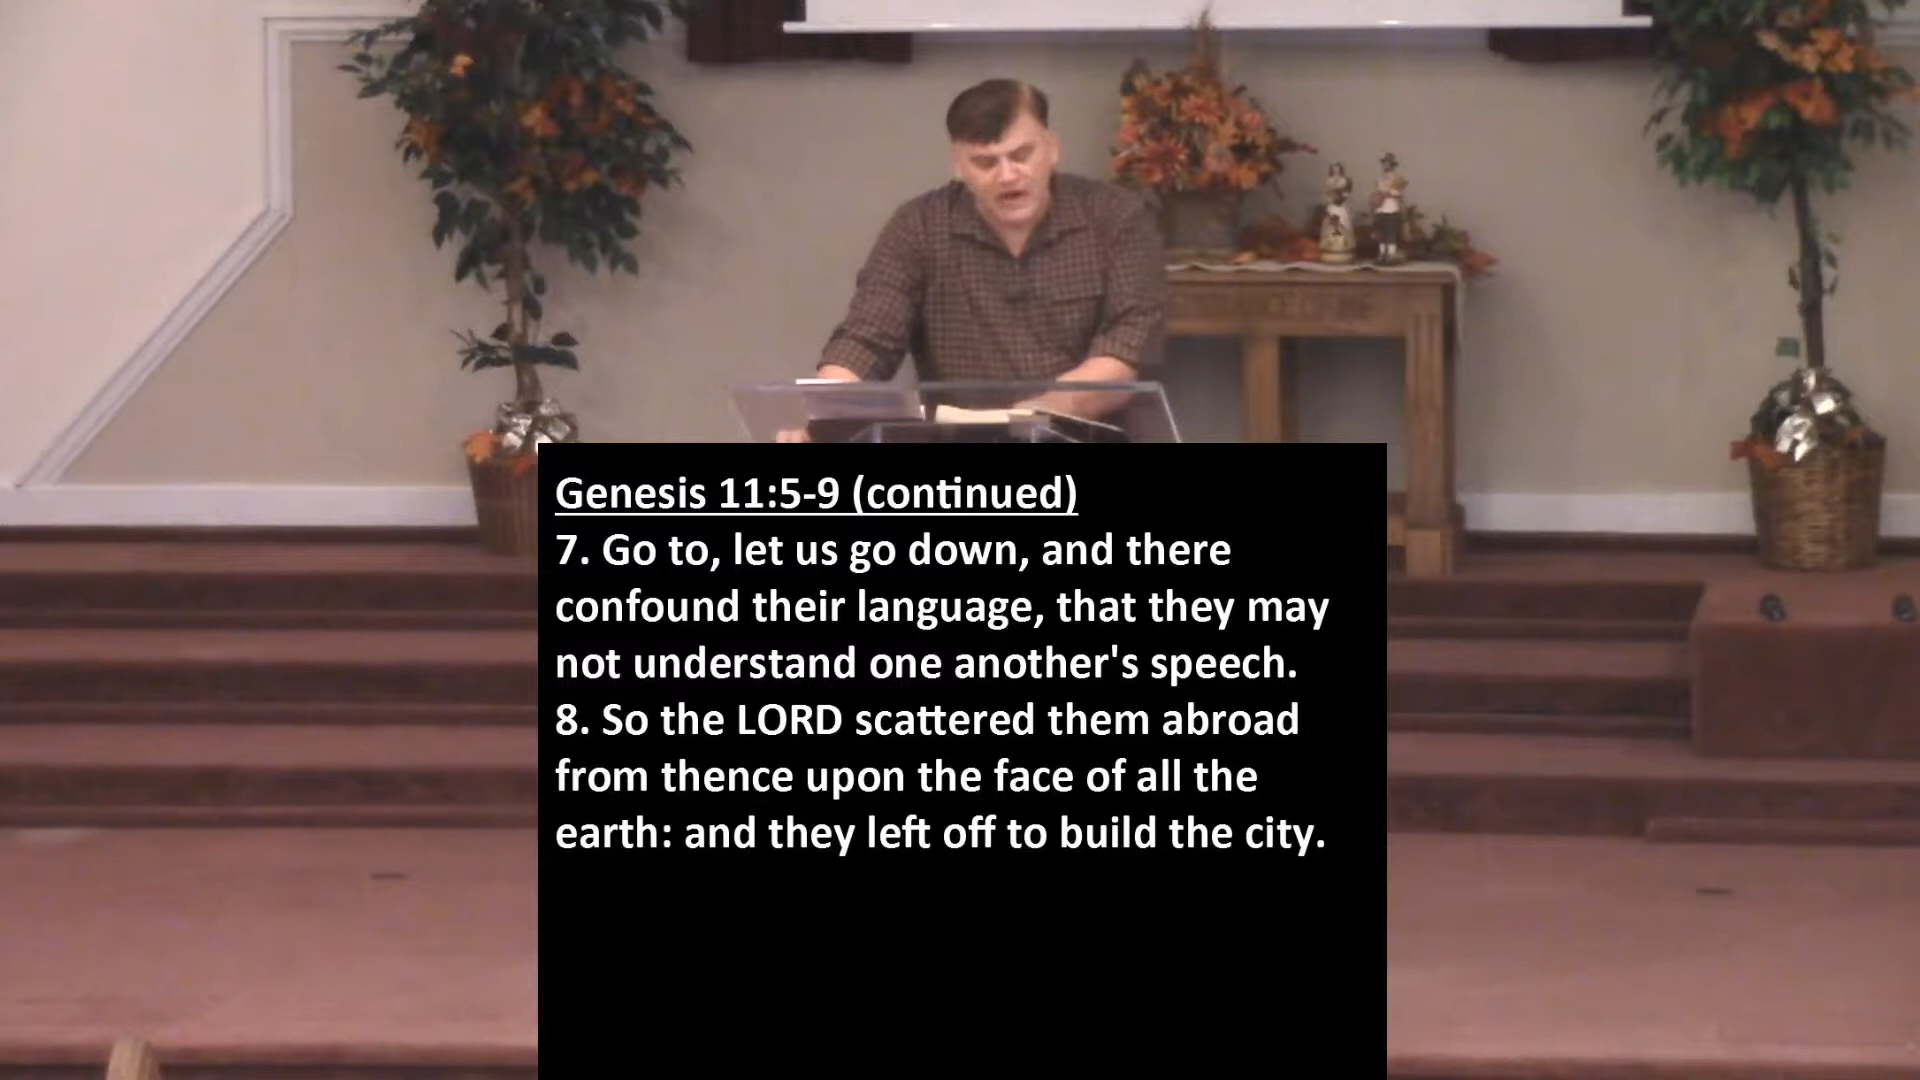 Genesis 11:5-9 (continued)
7. Go to, let us go down, and there
confound their language, that they may
not understand one another's speech.
8. So the LORD scattered them abroad
from thence upon the face of all the
earth: and they left off to build the city.